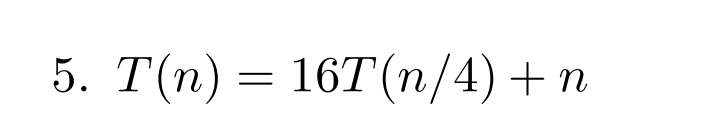 5. T(n) = 16T(n/4) + n